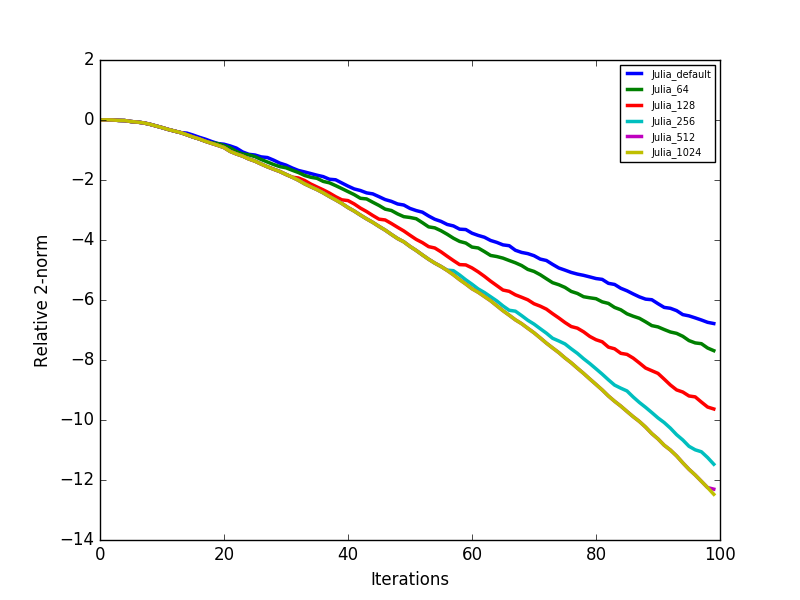 2
0
−2
−4
−6
−8
−10
−12
−14
Relative 2-norm
0 20 40 60 80 100
Iterations
Julia_default
Julia_64
Julia_128
Julia_256
Julia_512
Julia_1024